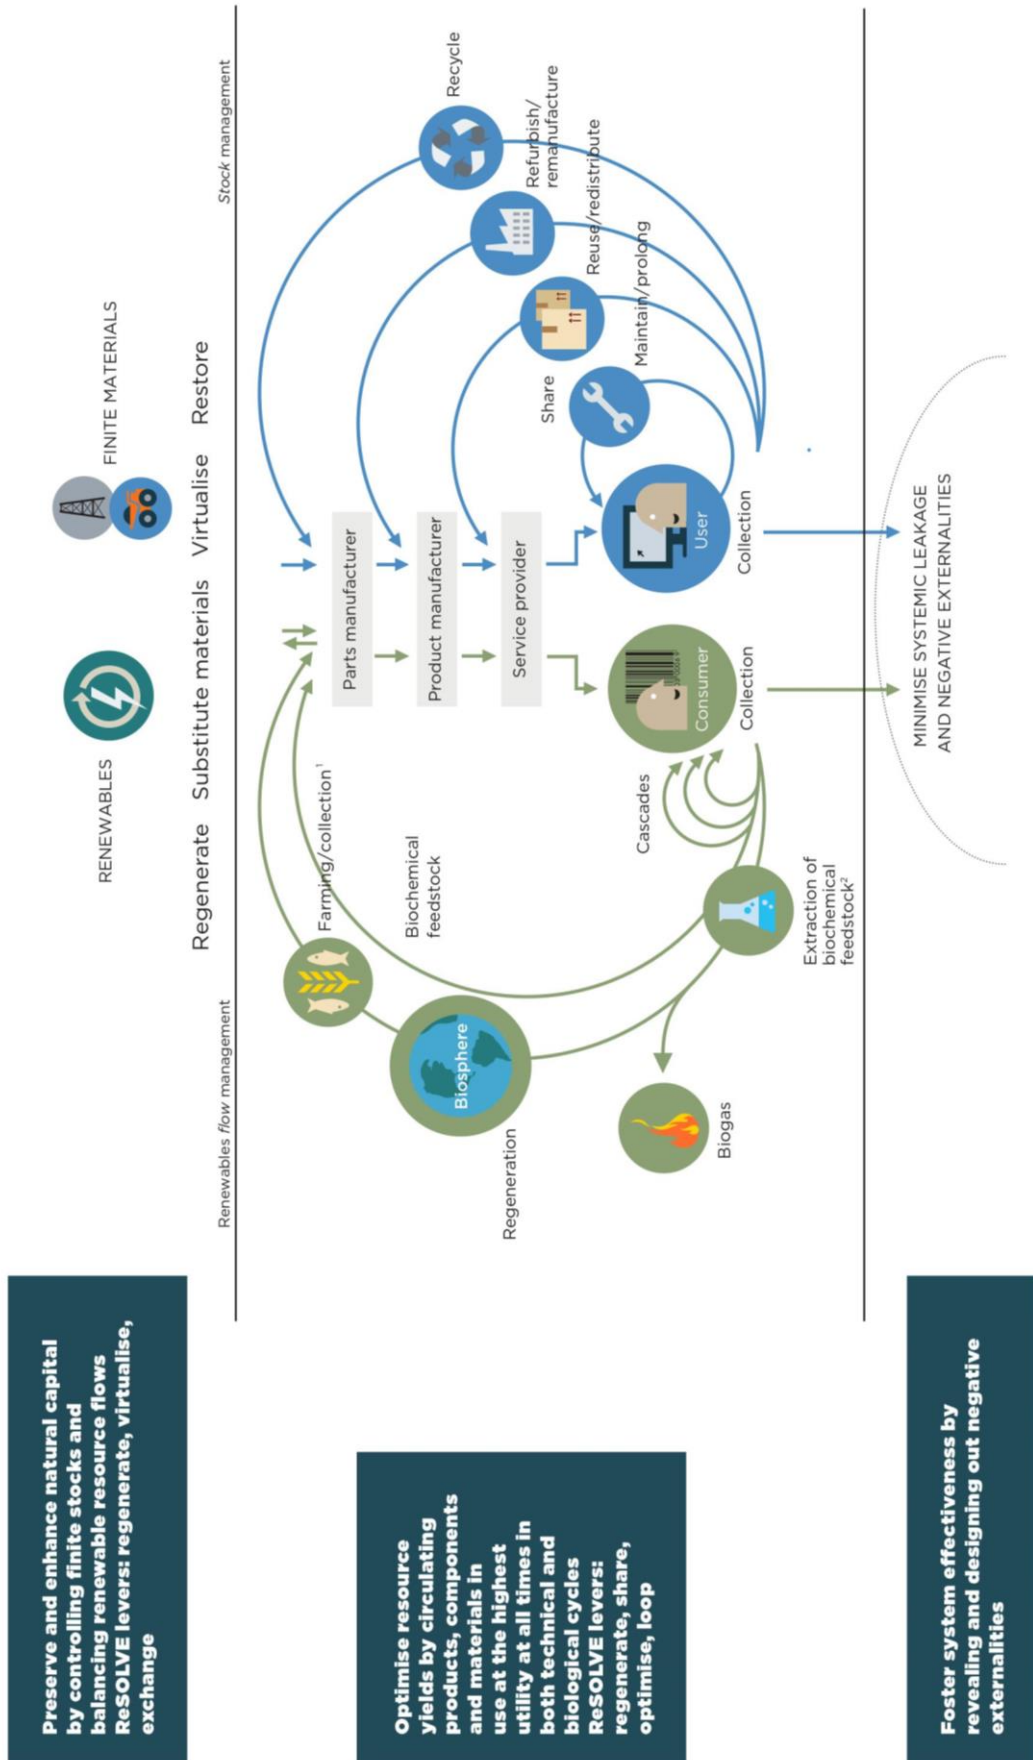 Preserve and enhance natural capital
by controlling finite stocks and
balancing renewable resource flows
ReSOLVE levers: regenerate, virtualise,
exchange
RENEWABLES
FINITE MATERIALS
Regenerate Substitute materials Virtualise Restore
Renewables flow management
Stock management
Optimise resource
yields by circulating
products, components
and materials in
use at the highest
utility at all times in
both technical and
biological cycles
ReSOLVE levers:
regenerate, share,
optimise, loop
Farming/collection¹
Biochemical
feedstock
Biosphere
Regeneration
Biogas
Cascades
Extraction of
biochemical
feedstock²
Parts manufacturer
Product manufacturer
Service provider
Consumer
Collection
User
Collection
Share
Maintain/prolong
Reuse/redistribute
Refurbish/
remanufacture
Recycle
Foster system effectiveness by
revealing and designing out negative
externalities
MINIMISE SYSTEMIC LEAKAGE
AND NEGATIVE EXTERNALITIES